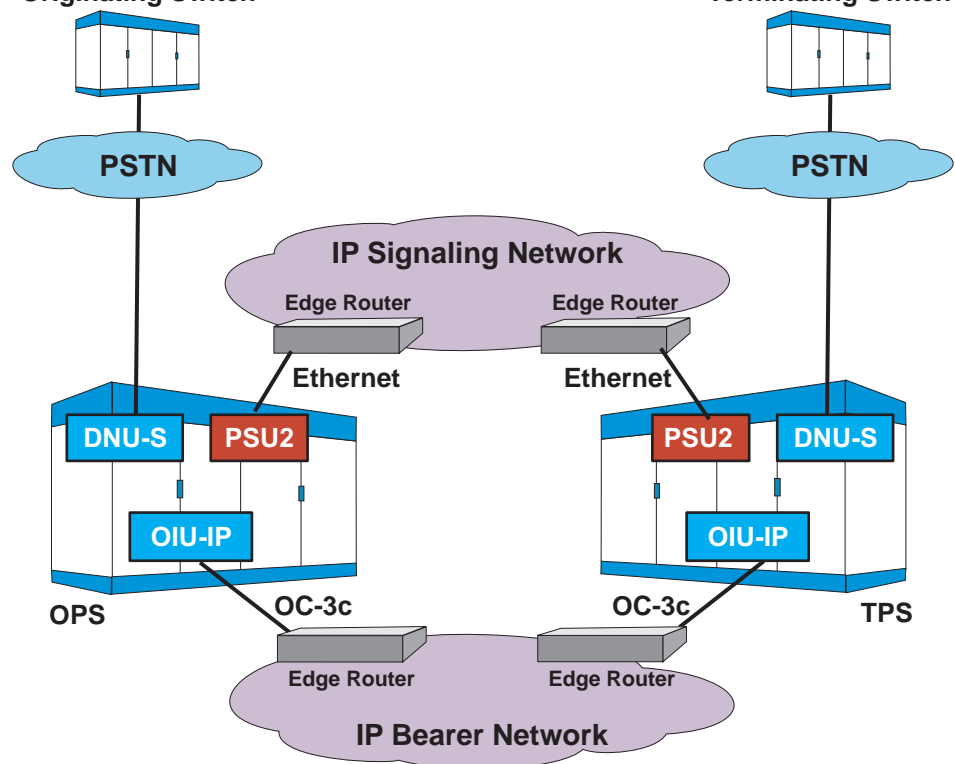 PSTN
PSTN
IP Signaling Network
Edge Router
Edge Router
Ethernet
Ethernet
DNU-S
PSU2
PSU2
DNU-S
OIU-IP
OIU-IP
OPS
OC-3c
OC-3c
TPS
Edge Router
Edge Router
IP Bearer Network